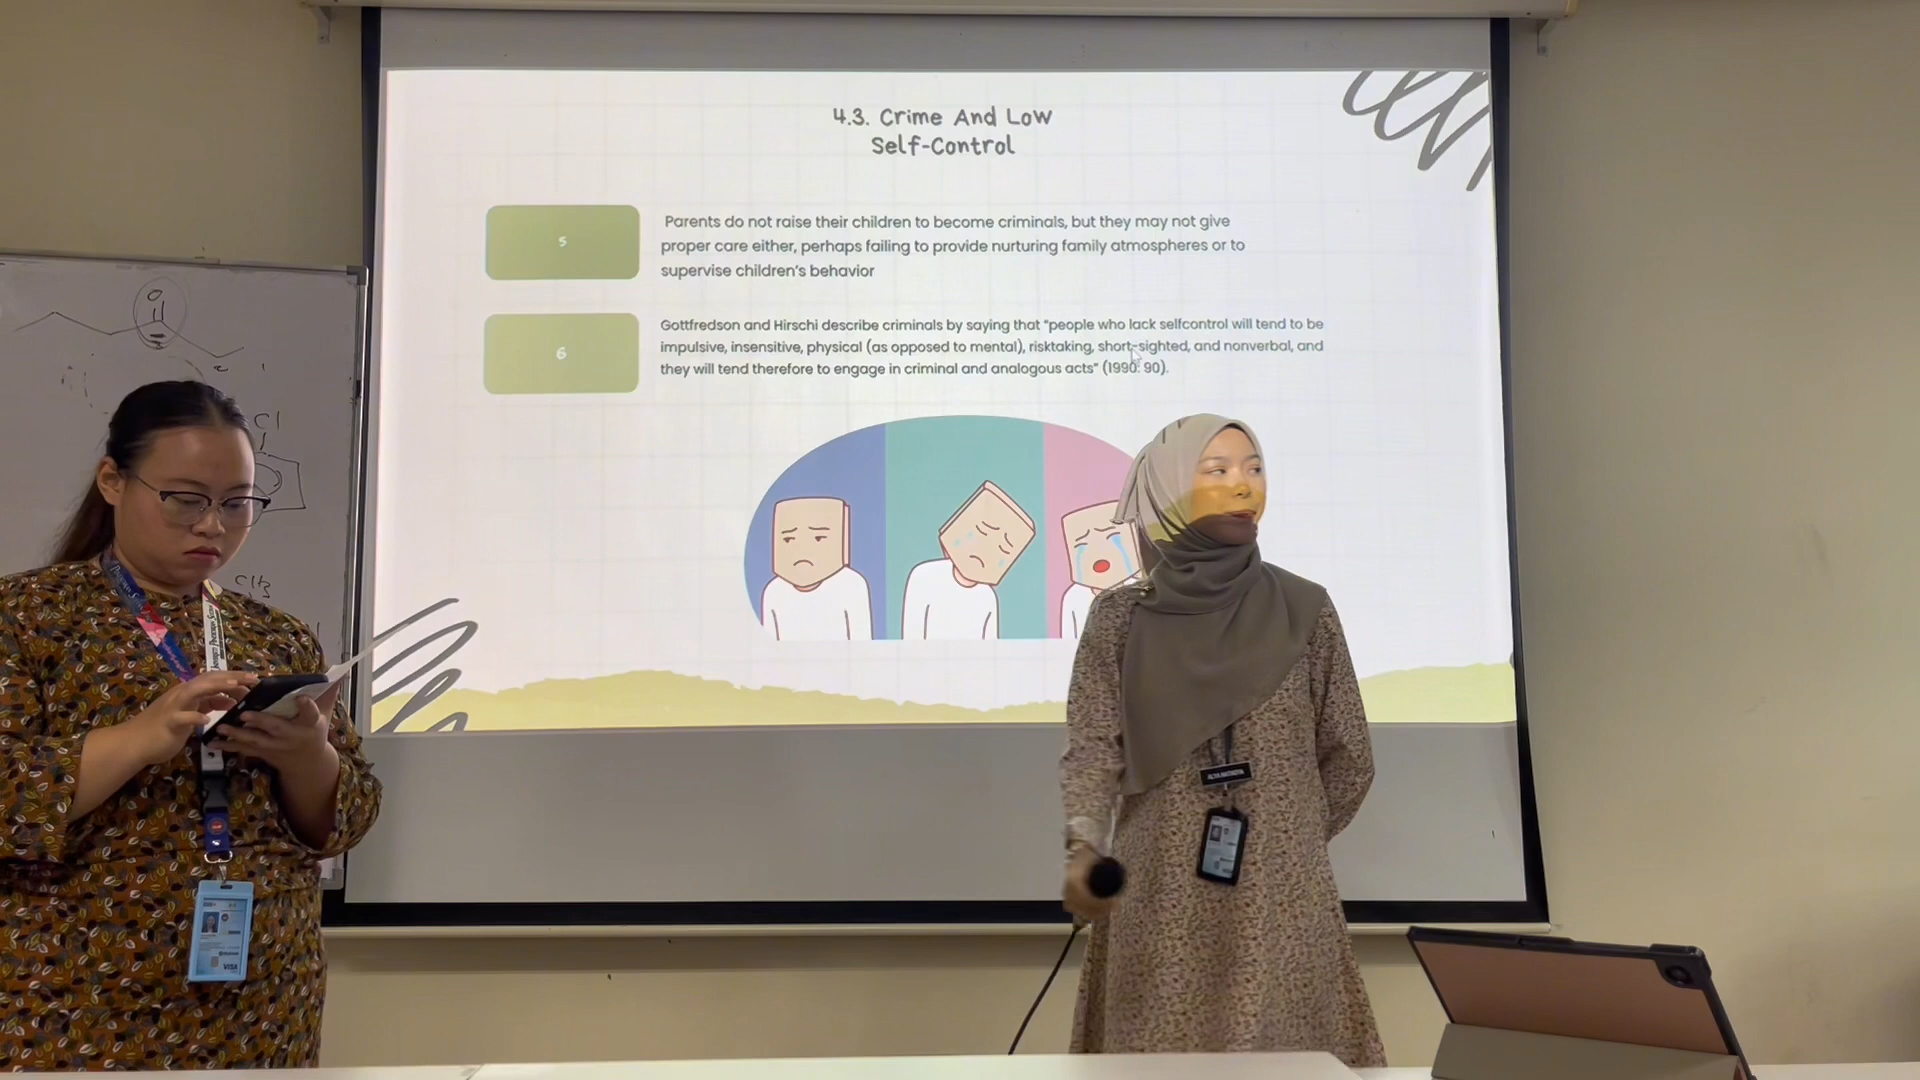 4.3. Crime And Low
Self-Control
5
Parents do not raise their children to become criminals, but they may not give
proper care either, perhaps failing to provide nurturing family atmospheres or to
supervise children's behavior
6
Gottfredson and Hirschi describe criminals by saying that "people who lack selfcontrol will tend to be
impulsive, insensitive, physical (as opposed to mental), risktaking, short-sighted, and nonverbal, and
they will tend therefore to engage in criminal and analogous acts" (1990: 90).
O
Cl
CH3
VISA